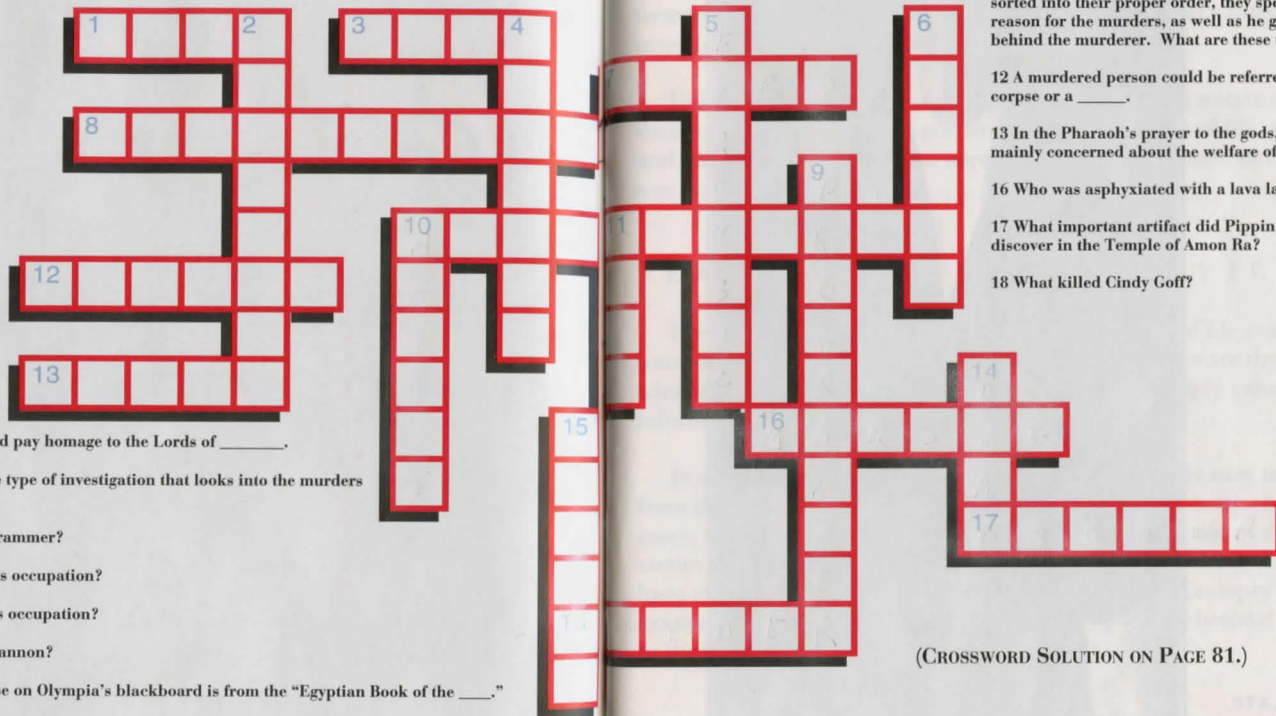 1
2
3
4
5
6
7
8
9
10
11
12
13
14
15
16
17
d pay homage to the Lords of ________.
type of investigation that looks into the murders
rammer?
s occupation?
s occupation?
annon?
e on Olympia's blackboard is from the "Egyptian Book of the ____."
sorted into their proper order, they spe
reason for the murders, as well as he g
behind the murderer. What are these
12 A murdered person could be referre
corpse or a ______.
13 In the Pharaoh's prayer to the gods,
mainly concerned about the welfare of
16 Who was asphyxiated with a lava la
17 What important artifact did Pippin
discover in the Temple of Amon Ra?
18 What killed Cindy Goff?
(CROSSWORD SOLUTION ON PAGE 81.)